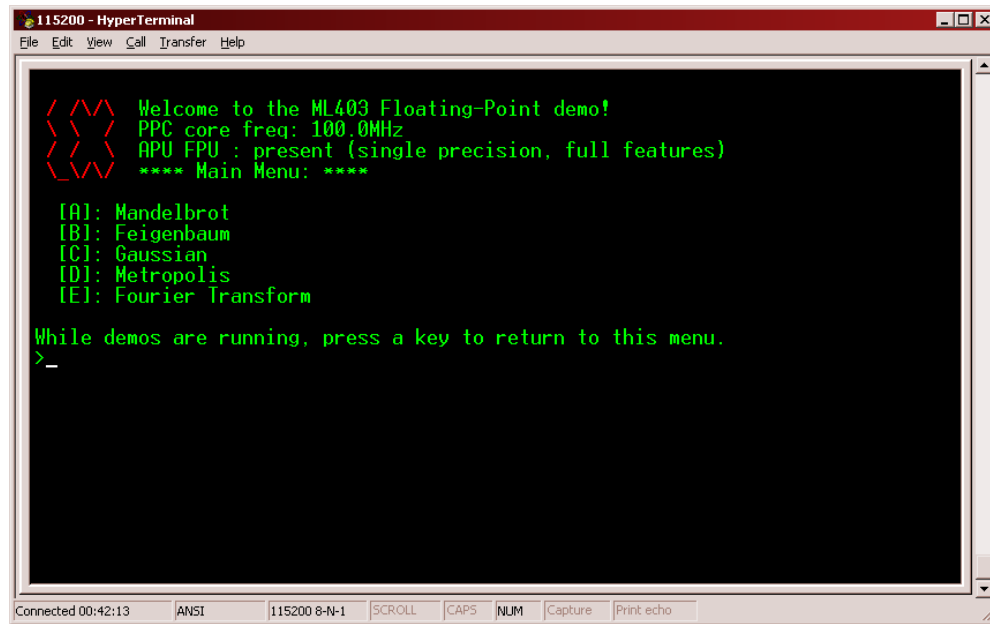 115200 - HyperTerminal
File Edit View Call Transfer Help
/ /\/\ Welcome to the ML403 Floating-Point demo!
\ \  / PPC core freq: 100.0MHz
/ /  \ APU FPU : present (single precision, full features)
\_\/\/ **** Main Menu: ****
[A]: Mandelbrot
[B]: Feigenbaum
[C]: Gaussian
[D]: Metropolis
[E]: Fourier Transform
While demos are running, press a key to return to this menu.
>_
Connected 00:42:13 ANSI 115200 8-N-1 SCROLL CAPS NUM Capture Print echo